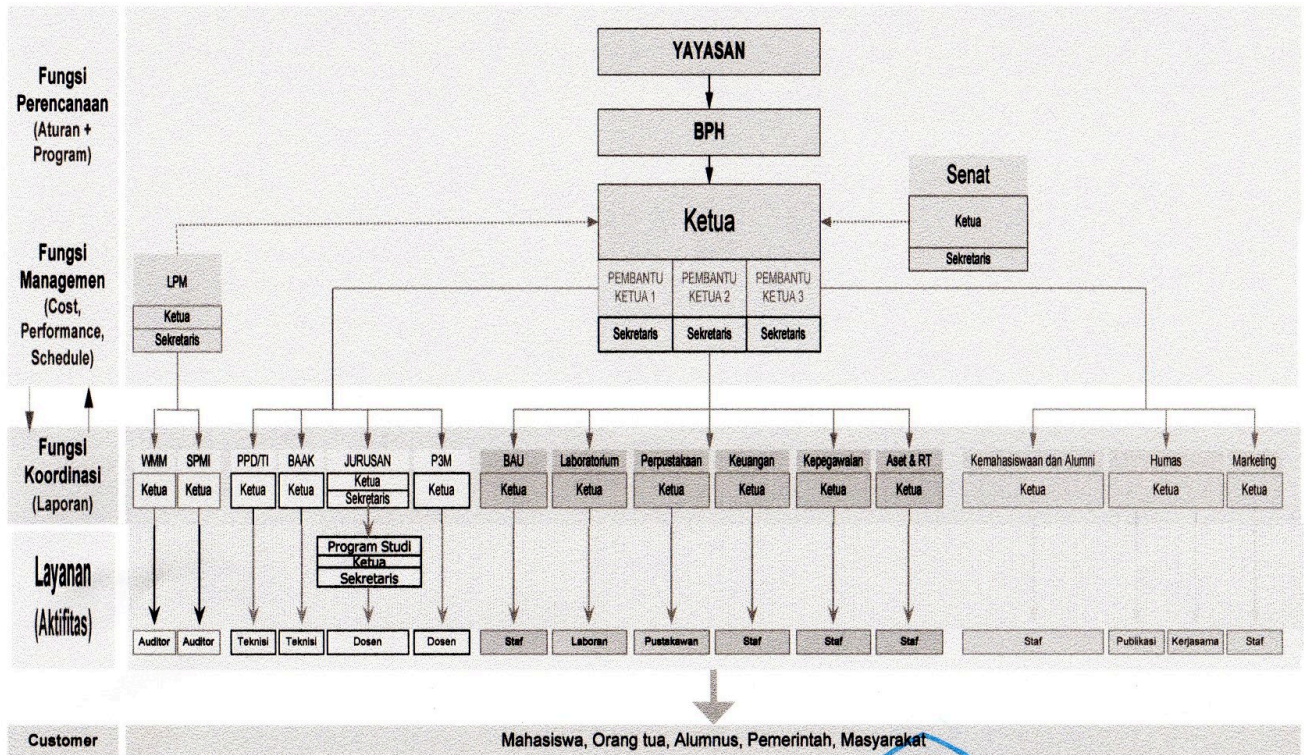 YAYASAN
Fungsi
Perencanaan
(Aturan +
Program)
BPH
Senat
Ketua
Sekretaris
Ketua
PEMBANTU KETUA 1
PEMBANTU KETUA 2
PEMBANTU KETUA 3
Sekretaris
Sekretaris
Sekretaris
Fungsi
Managemen
(Cost,
Performance,
Schedule)
LPM
Ketua
Sekretaris
Fungsi
Koordinasi
(Laporan)
WMM
Ketua
SPMI
Ketua
PPD/TI
Ketua
BAAK
Ketua
JURUSAN
Ketua
Sekretaris
P3M
Ketua
BAU
Ketua
Laboratorium
Ketua
Perpustakaan
Ketua
Keuangan
Ketua
Kepegawaian
Ketua
Aset & RT
Ketua
Kemahasiswaan dan Alumni
Ketua
Humas
Ketua
Marketing
Ketua
Layanan
(Aktifitas)
Program Studi
Ketua
Sekretaris
Auditor
Auditor
Teknisi
Teknisi
Dosen
Dosen
Staf
Laboran
Pustakawan
Staf
Staf
Staf
Staf
Publikasi
Kerjasama
Staf
Customer
Mahasiswa, Orang tua, Alumnus, Pemerintah, Masyarakat